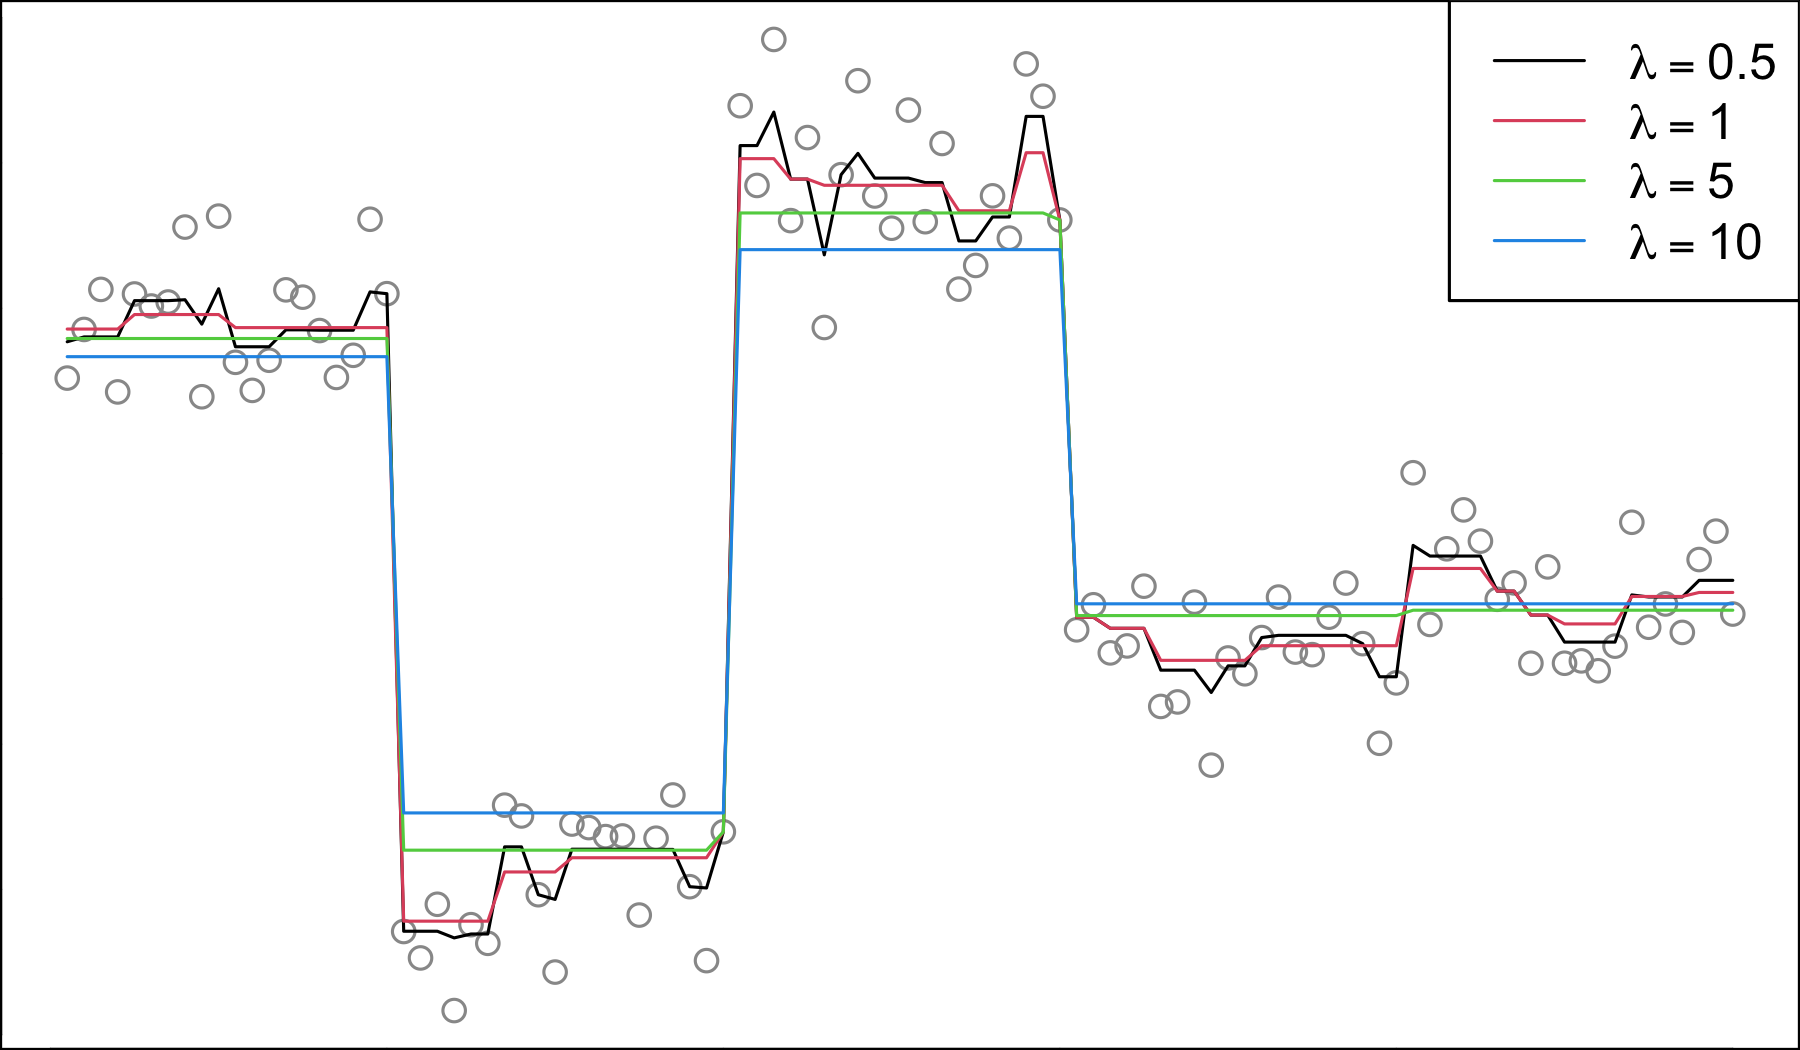 λ = 0.5
λ = 1
λ = 5
λ = 10